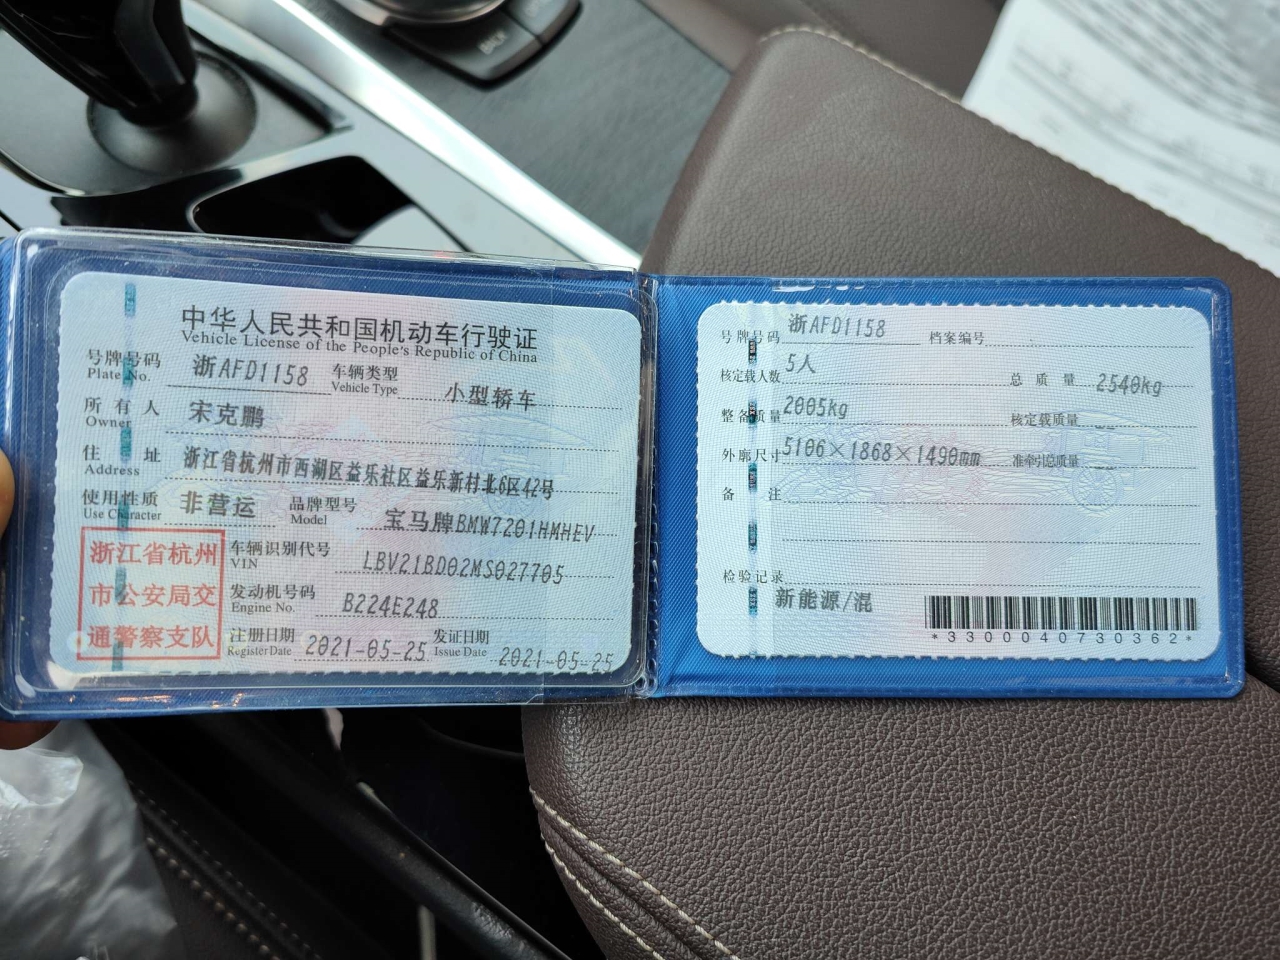 中华人民共和国机动车行驶证
Vehicle License of the People's Republic of China
号牌号码 浙AFD1158 车辆类型 小型轿车
Plate No. Vehicle Type
所有人 宋克鹏
Owner
住址 浙江省杭州市西湖区益乐社区益乐新村北6区42号
Address
使用性质 非营运 品牌型号 宝马牌BMW7201HMHEV
Use Character Model
浙江省杭州
市公安局交
通警察支队
车辆识别代号 LBV21BD02MS027705
VIN
发动机号码 B224E248
Engine No.
注册日期 2021-05-25 发证日期 2021-05-25
Register Date Issue Date
号牌号码 浙AFD1158 档案编号
核定载人数 5人 总质量 2540kg
整备质量 2005kg 核定载质量
外廓尺寸 5106×1868×1490mm 准牵引总质量
备注
检验记录
新能源/混
*3300040730362*